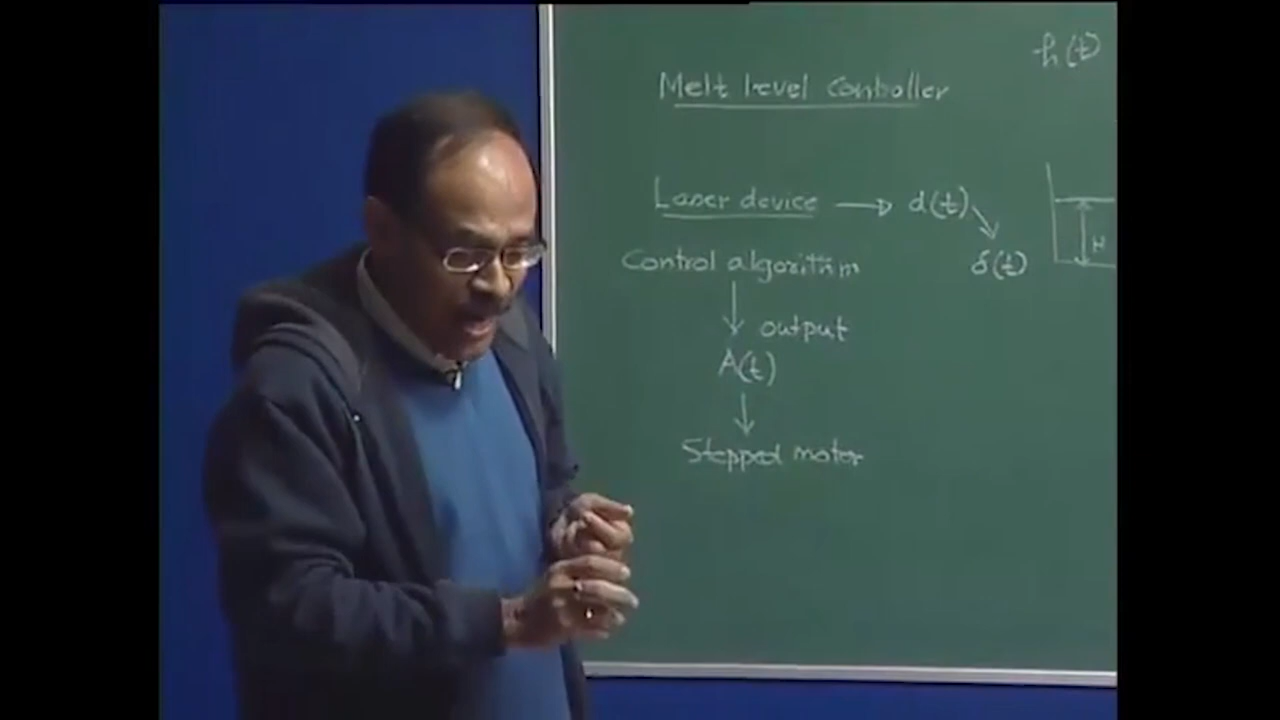 h(t)
Melt level controller
Laser device → d(t)
δ(t)
Control algorithm
H
output
A(t)
Stepped motor